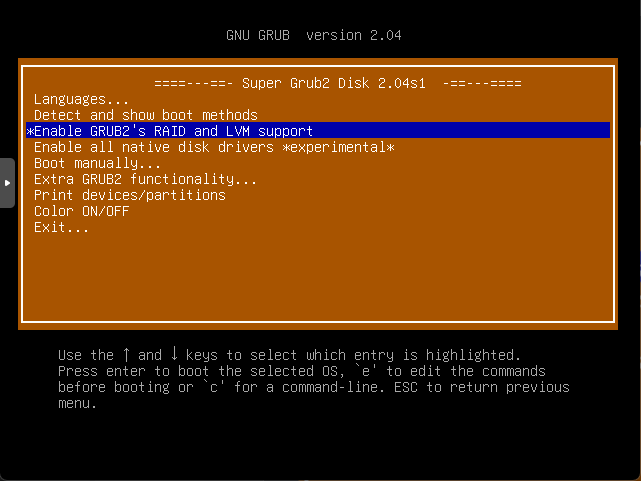 GNU GRUB  version 2.04
====---==- Super Grub2 Disk 2.04s1  -==---====
Languages...
Detect and show boot methods
*Enable GRUB2's RAID and LVM support
Enable all native disk drivers *experimental*
Boot manually...
Extra GRUB2 functionality...
Print devices/partitions
Color ON/OFF
Exit...
Use the ↑ and ↓ keys to select which entry is highlighted.
Press enter to boot the selected OS, `e' to edit the commands
before booting or `c' for a command-line. ESC to return previous
menu.